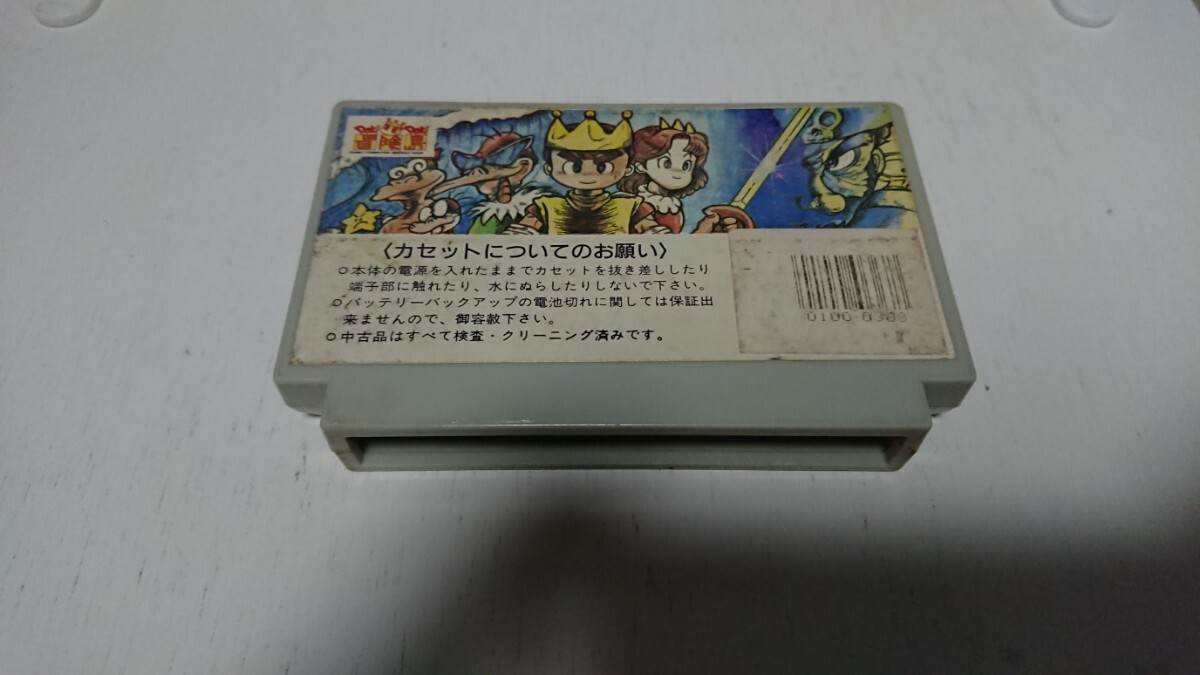 〈カセットについてのお願い〉
○本体の電源を入れたままでカセットを抜き差ししたり
端子部に触れたり、水にぬらしたりしないで下さい。
○バッテリーバックアップの電池切れに関しては保証出
来ませんので、御容赦下さい。
○中古品はすべて検査・クリーニング済みです。